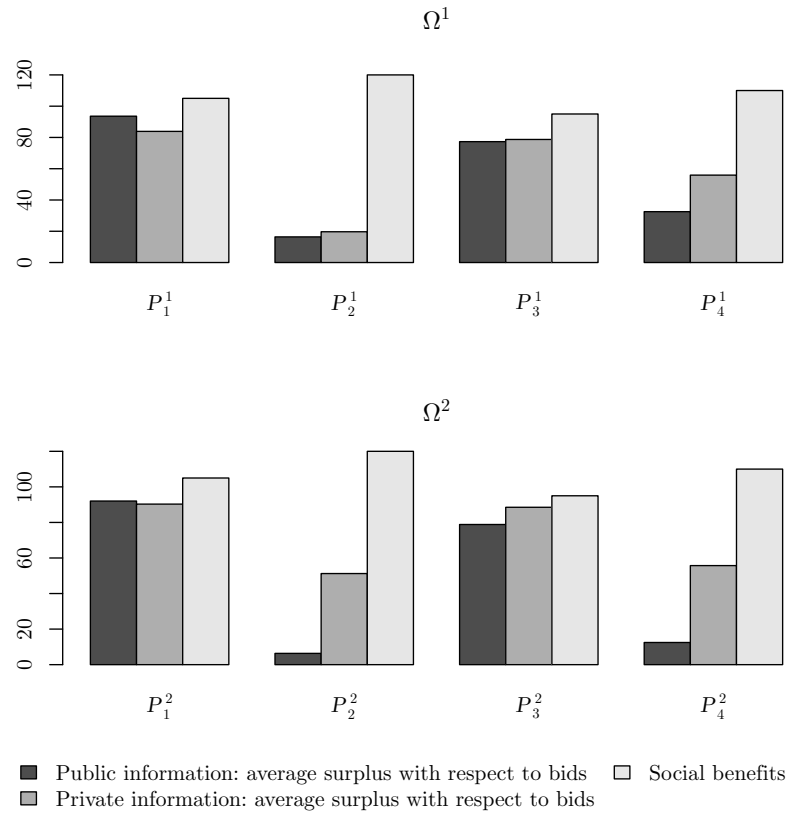 Ω¹
120
80
40
0
P₁¹ P₂¹ P₃¹ P₄¹
Ω²
100
60
20
0
P₁² P₂² P₃² P₄²
Public information: average surplus with respect to bids Social benefits
Private information: average surplus with respect to bids